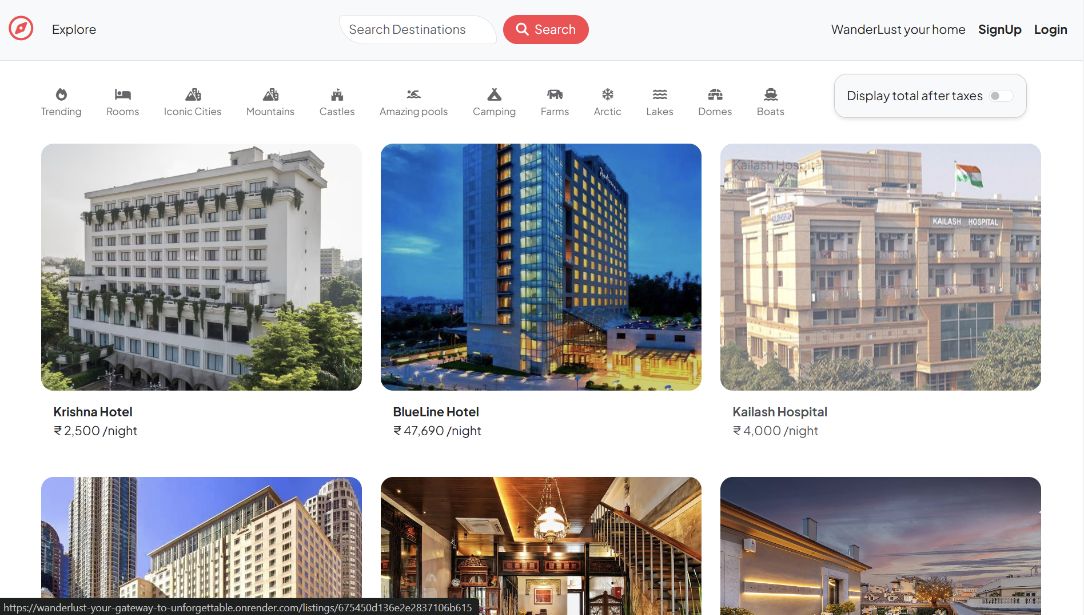 Explore
Search Destinations
Search
WanderLust your home
SignUp
Login
Trending
Rooms
Iconic Cities
Mountains
Castles
Amazing pools
Camping
Farms
Arctic
Lakes
Domes
Boats
Display total after taxes
Kailash Hospital
KAILASH HOSPITAL
Krishna Hotel
₹ 2,500 /night
BlueLine Hotel
₹ 47,690 /night
Kailash Hospital
₹ 4,000 /night
https://wanderlust-your-gateway-to-unforgettable.onrender.com/listings/675450d136e2e2837106b615